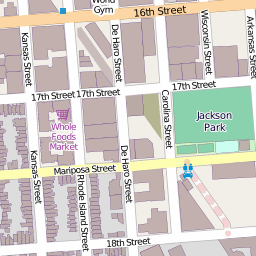 World
Gym
16th Street
Kansas Street
De Haro Street
Wisconsin Street
Arkansas Street
17th Street
17th Street
17th Street
Carolina Street
Jackson
Park
Whole
Foods
Market
Mariposa Street
Kansas Street
Rhode Island Street
De Haro Street
18th Street